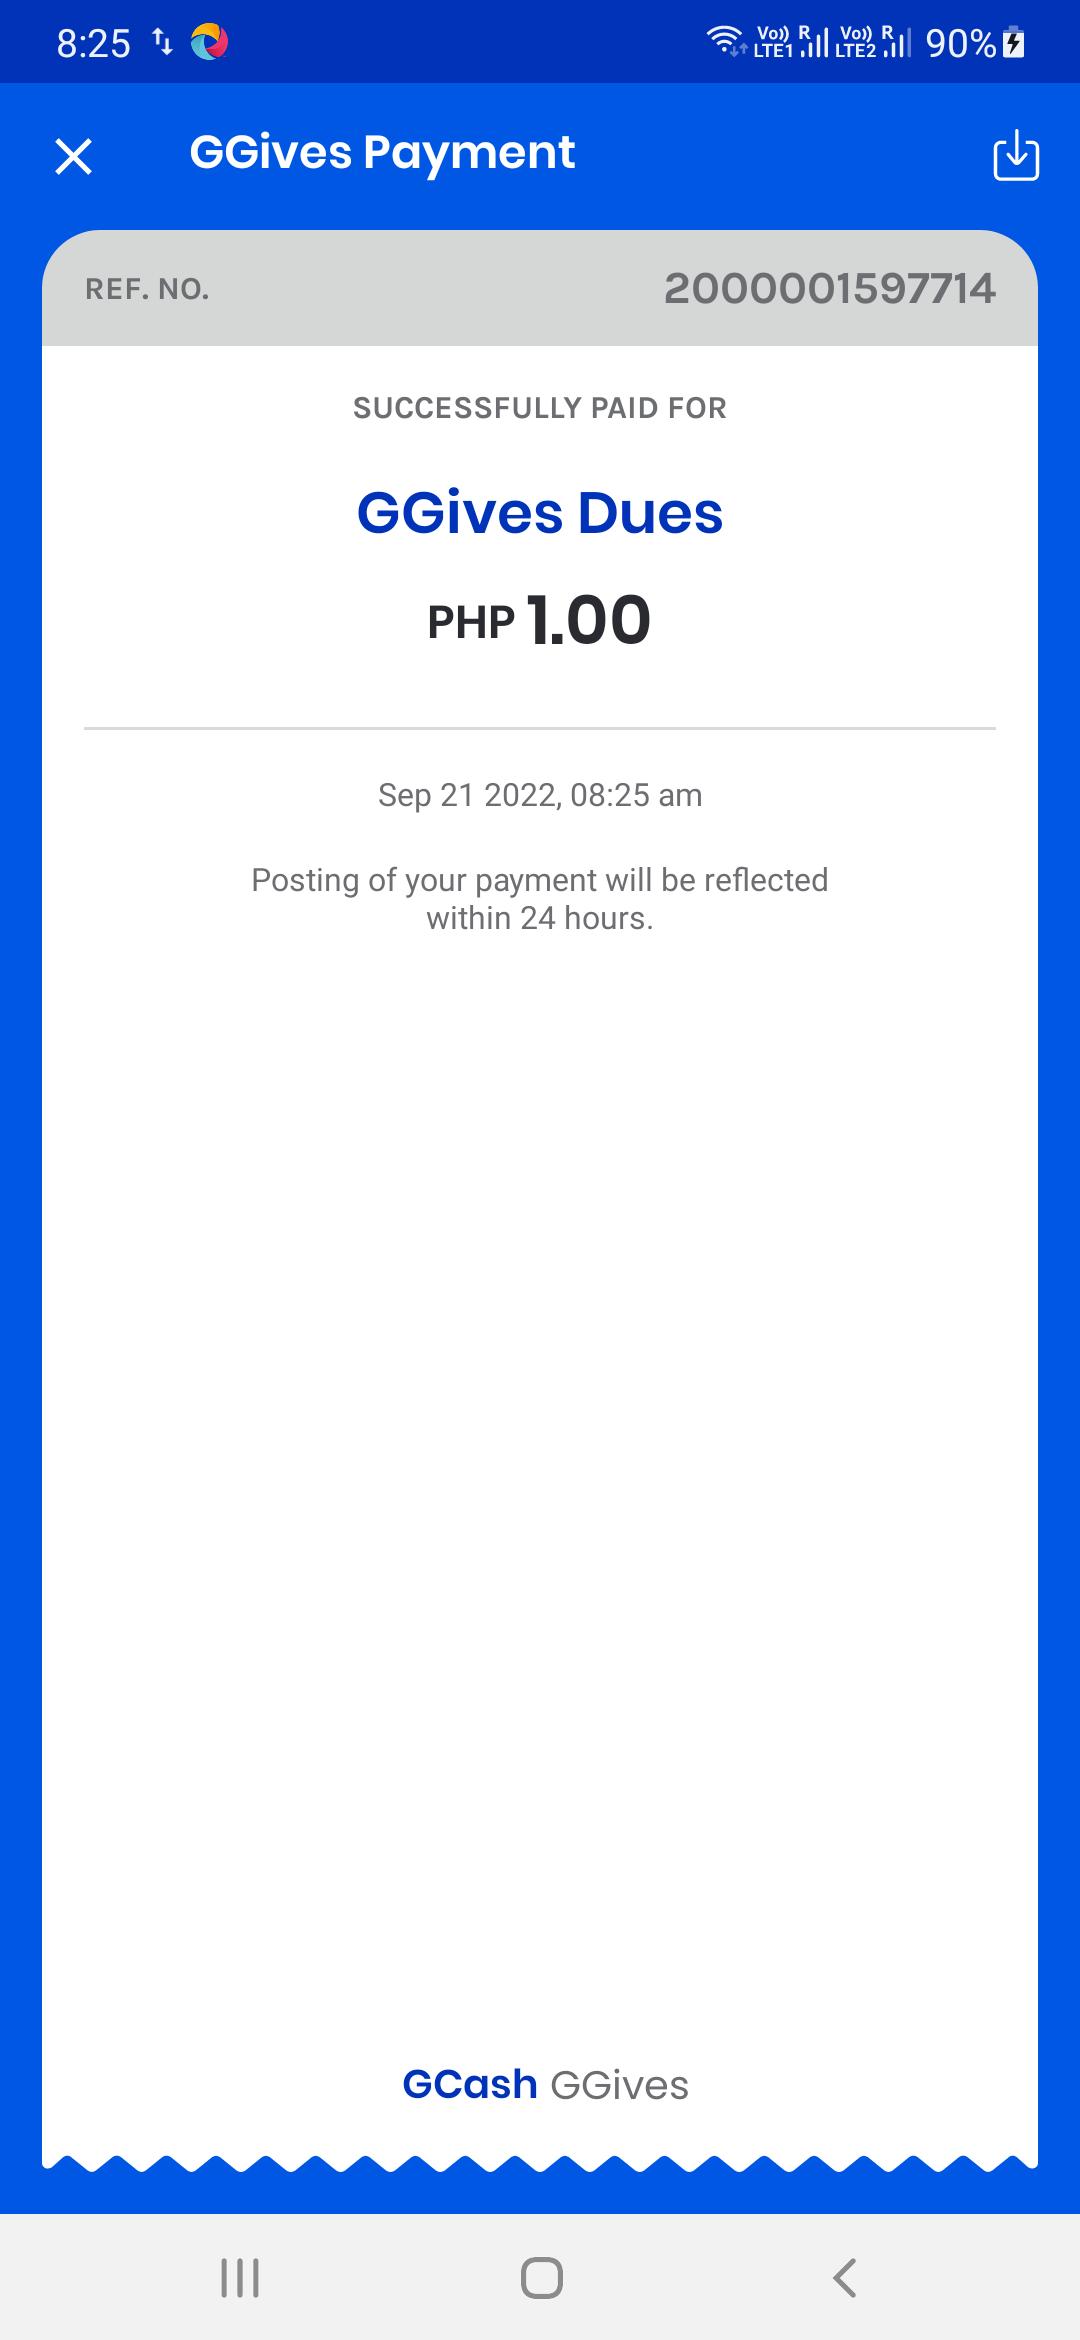 8:25
Vo)) R Vo)) R 90%
LTE1 LTE2
GGives Payment
REF. NO. 2000001597714
SUCCESSFULLY PAID FOR
GGives Dues
PHP 1.00
Sep 21 2022, 08:25 am
Posting of your payment will be reflected
within 24 hours.
GCash GGives